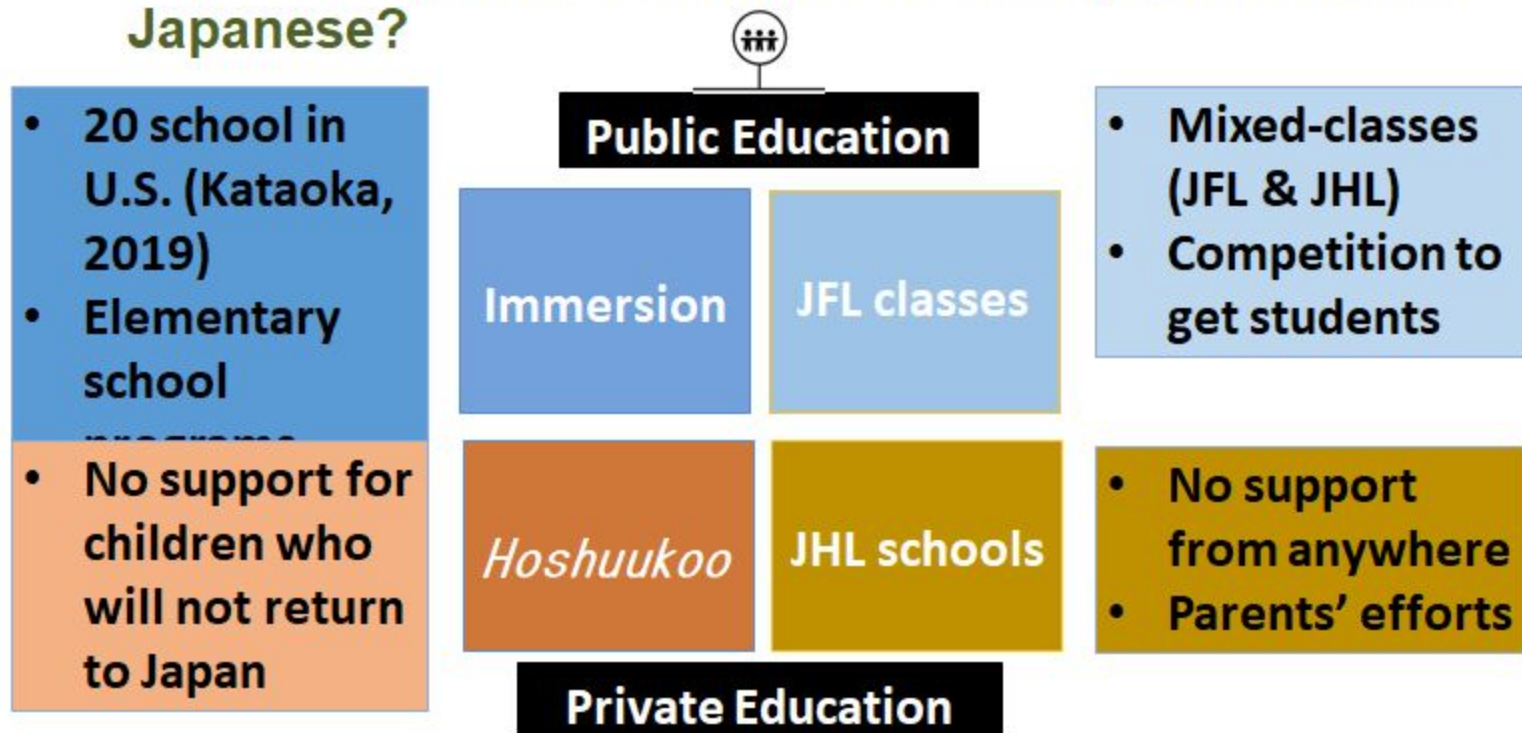 Japanese?
Public Education
• 20 school in
U.S. (Kataoka,
2019)
• Elementary
school
Immersion
JFL classes
• Mixed-classes
(JFL & JHL)
• Competition to
get students
• No support for
children who
will not return
to Japan
Hoshuukoo
JHL schools
• No support
from anywhere
• Parents’ efforts
Private Education